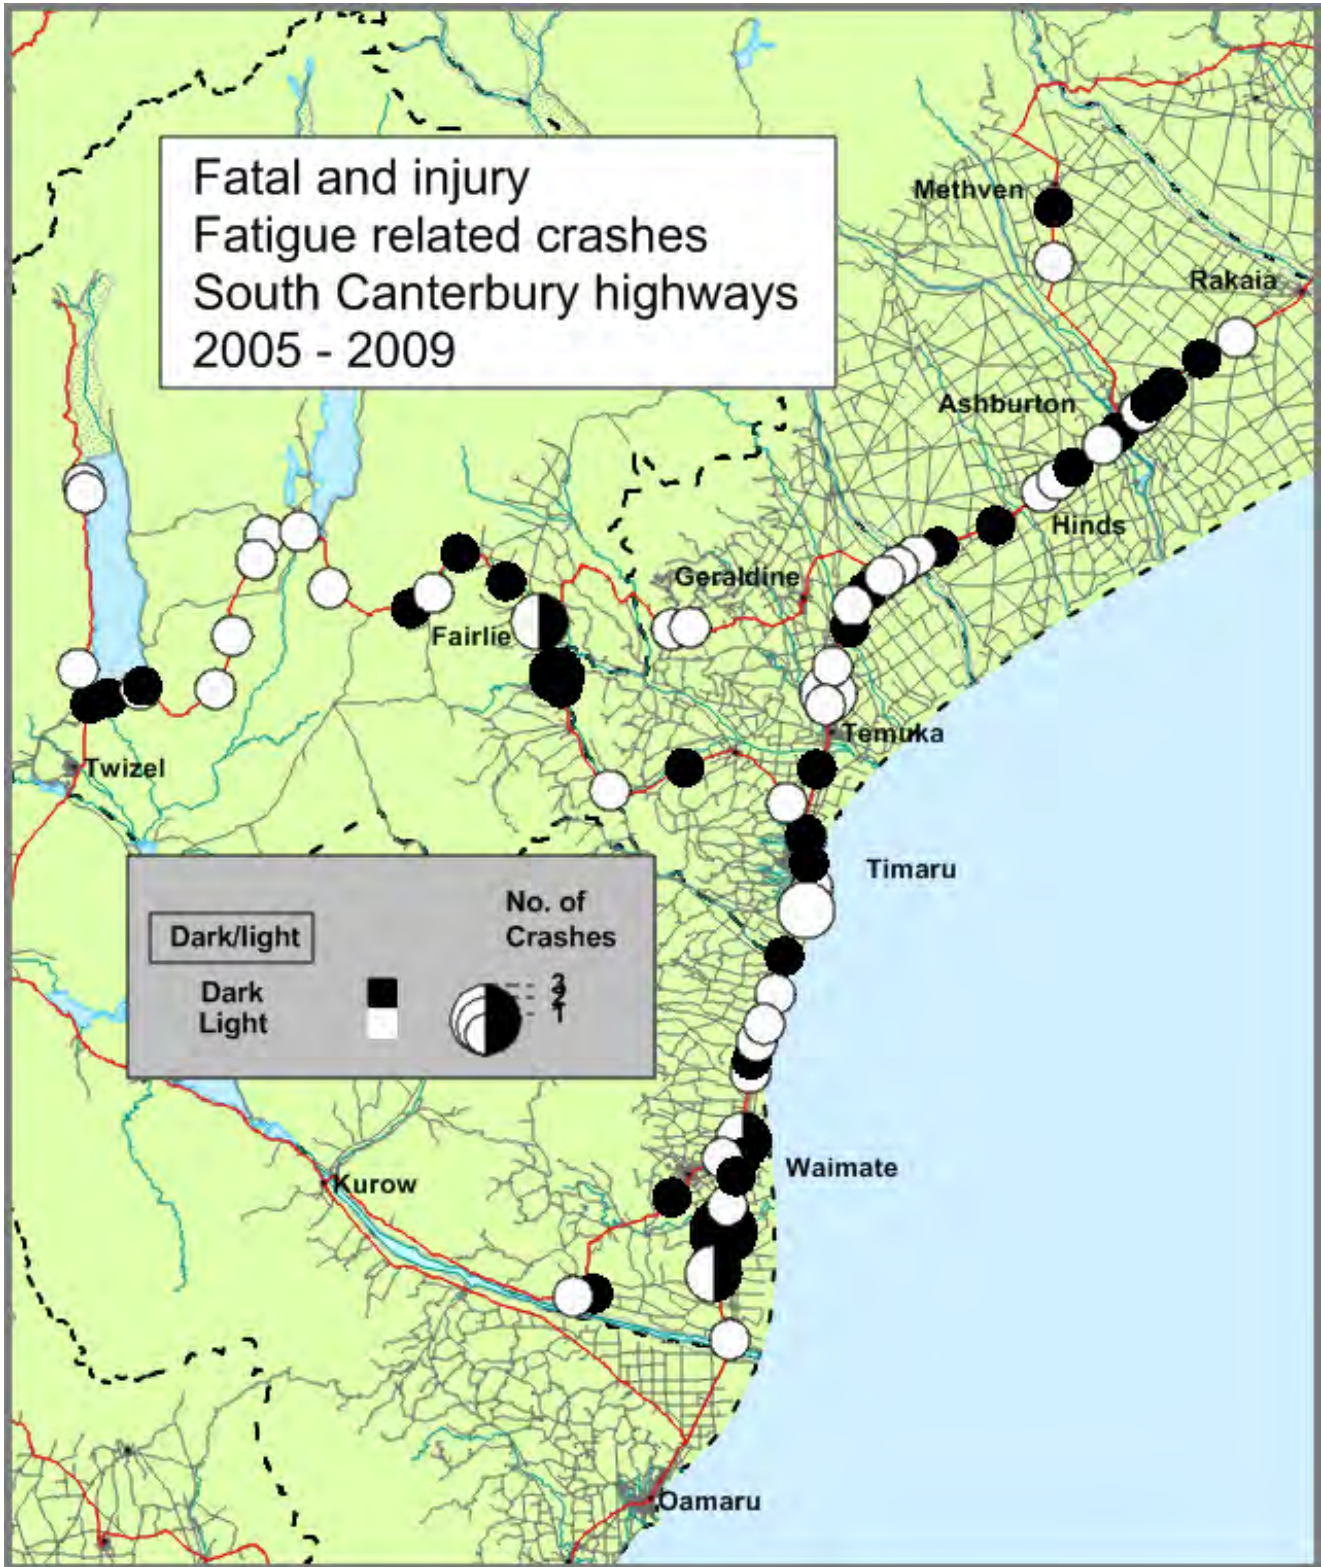 Fatal and injury
Fatigue related crashes
South Canterbury highways
2005 - 2009
Methven
Rakaia
Ashburton
Hinds
Geraldine
Fairlie
Temuka
Twizel
Timaru
No. of
Crashes
Dark/light
Dark
Light
3
2
1
Waimate
Kurow
Oamaru